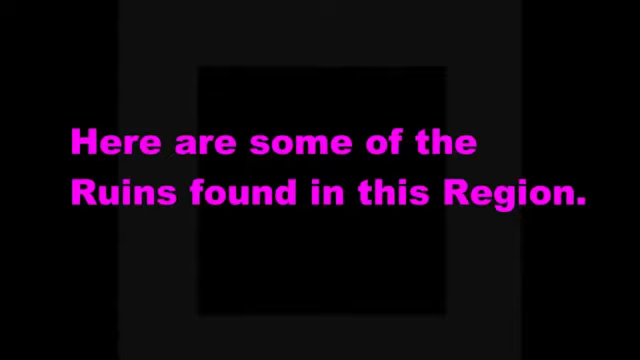 Here are some of the
Ruins found in this Region.